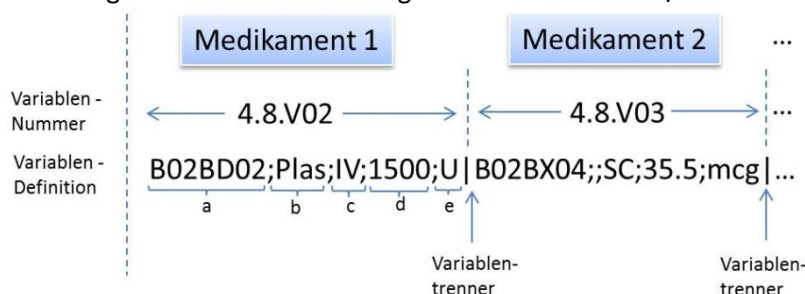 Medikament 1 Medikament 2 ...
Variablen - Nummer 4.8.V02 4.8.V03 ...
Variablen - Definition B02BD02;Plas;IV;1500;U|B02BX04;;SC;35.5;mcg|...
a b c d e
Variablen- trenner Variablen- trenner